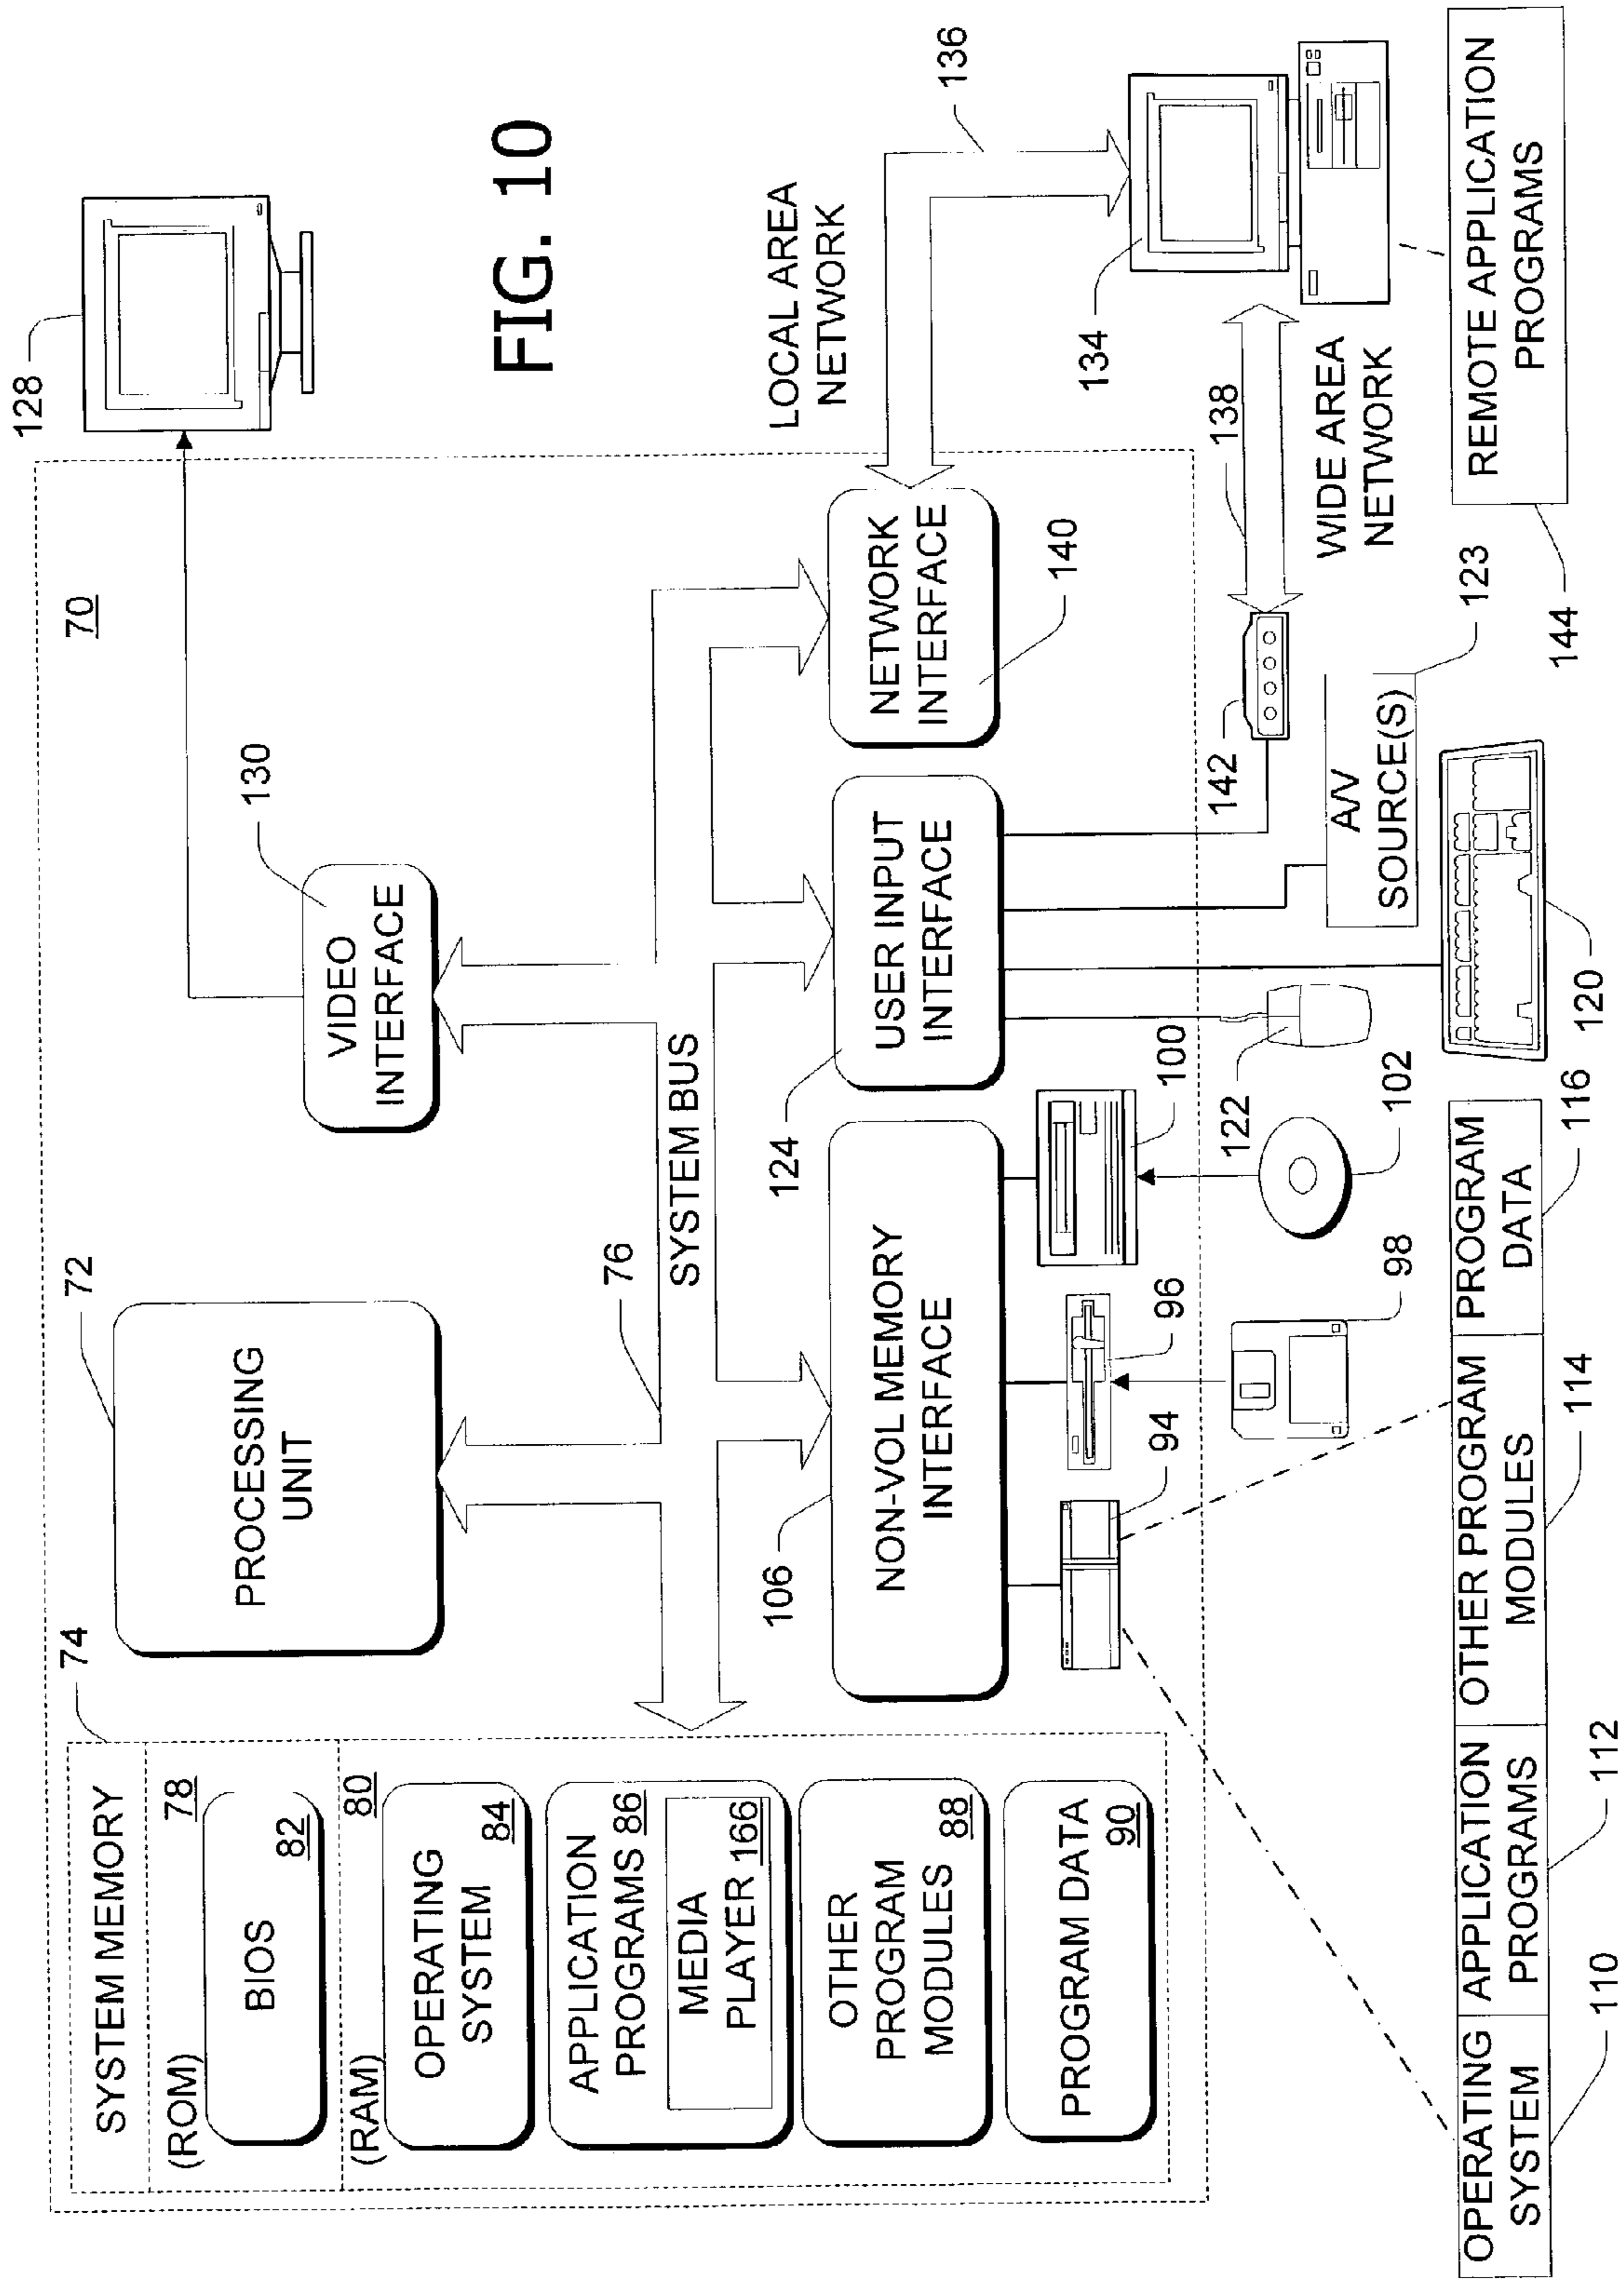 70
74
SYSTEM MEMORY
(ROM) 78
BIOS
82
(RAM) 80
OPERATING
SYSTEM 84
APPLICATION
PROGRAMS 86
MEDIA
PLAYER 166
OTHER
PROGRAM
MODULES 88
PROGRAM DATA
90
72
PROCESSING
UNIT
76
SYSTEM BUS
130
VIDEO
INTERFACE
128
FIG. 10
106
NON-VOL MEMORY
INTERFACE
124
USER INPUT
INTERFACE
NETWORK
INTERFACE
140
LOCAL AREA
NETWORK
136
94
96
98
100
102
122
120
142
138
134
WIDE AREA
NETWORK
A/V
SOURCE(S)
123
OPERATING
SYSTEM
APPLICATION
PROGRAMS
OTHER PROGRAM
MODULES
PROGRAM
DATA
110
112
114
116
REMOTE APPLICATION
PROGRAMS
144